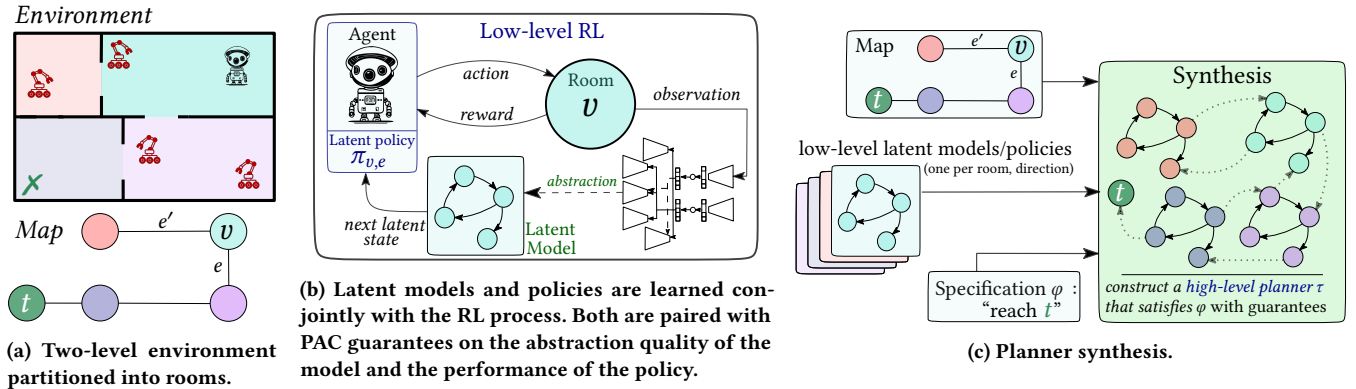 Environment
Map
e'
v
e
t
(a) Two-level environment
partitioned into rooms.
Low-level RL
Agent
action
reward
Room
v
observation
Latent policy
π_{v,e}
abstraction
next latent
state
Latent
Model
(b) Latent models and policies are learned con-
jointly with the RL process. Both are paired with
PAC guarantees on the abstraction quality of the
model and the performance of the policy.
Map
e'
v
e
t
low-level latent models/policies
(one per room, direction)
Specification φ :
"reach t"
Synthesis
t
construct a high-level planner τ
that satisfies φ with guarantees
(c) Planner synthesis.